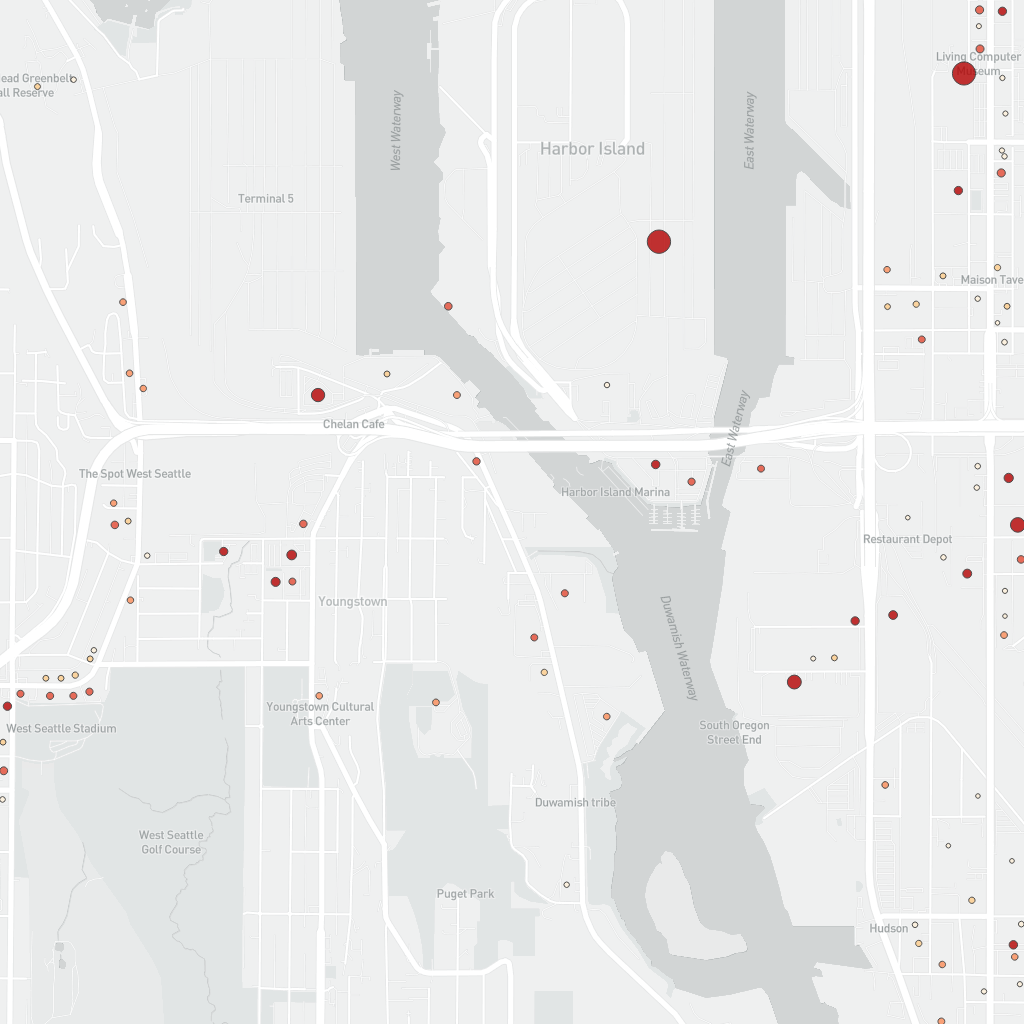 Living Computer
Museum
ead Greenbelt
all Reserve
West Waterway
East Waterway
Harbor Island
Terminal 5
Maison Tave
Chelan Cafe
East Waterway
The Spot West Seattle
Harbor Island Marina
Restaurant Depot
Youngstown
Duwamish Waterway
Youngstown Cultural
Arts Center
West Seattle Stadium
South Oregon
Street End
Duwamish tribe
West Seattle
Golf Course
Puget Park
Hudson